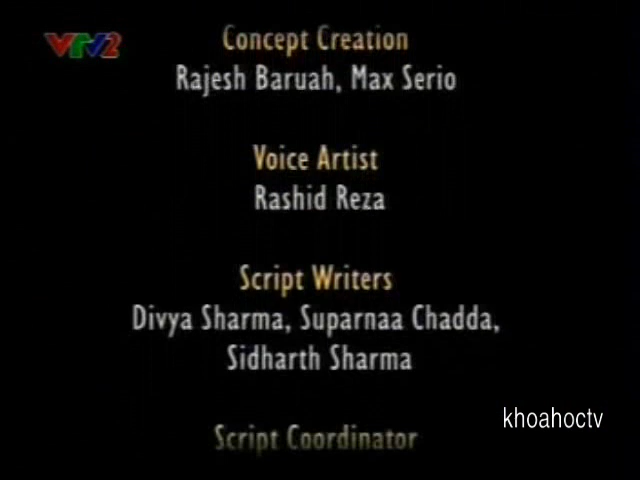 VTV2
Concept Creation
Rajesh Baruah, Max Serio
Voice Artist
Rashid Reza
Script Writers
Divya Sharma, Suparnaa Chadda,
Sidharth Sharma
khoahoctv
Script Coordinator